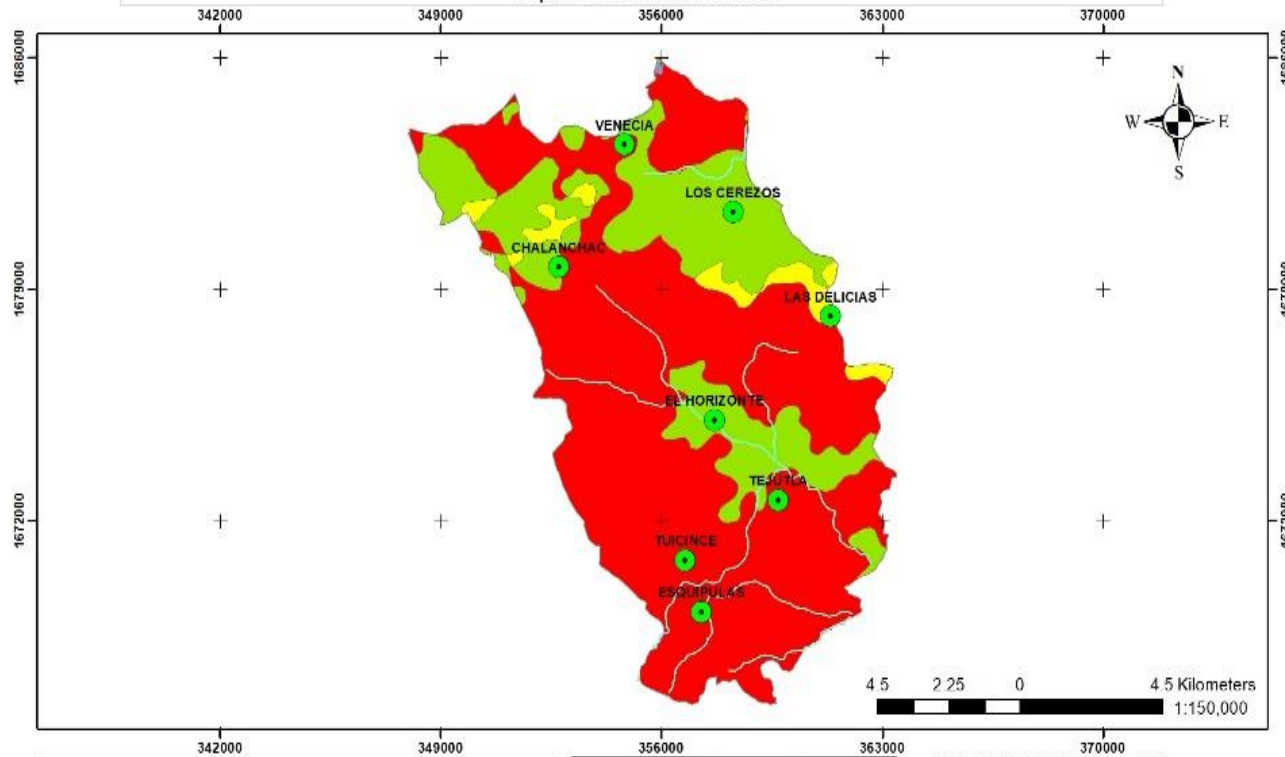 342000 349000 356000 363000 370000
1686000
N
W E
S
VENECIA
LOS CEREZOS
CHALANCHAC
1679000
LAS DELICIAS
EL HORIZONTE
TEJUTLA
1672000
TUICINCE
ESQUIPULAS
4.5 2.25 0 4.5 Kilometers
1:150,000
342000 349000 356000 363000 370000